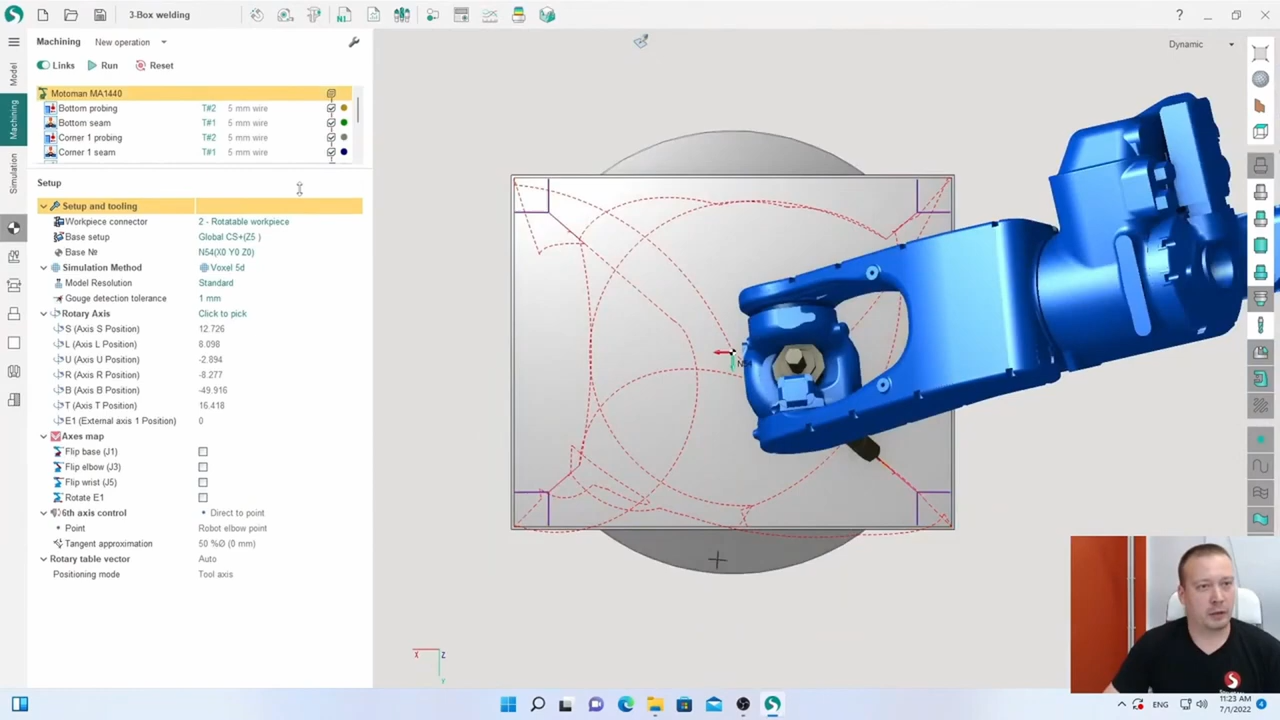 3-Box welding
NL
?
Machining New operation
Dynamic
Links Run Reset
Model
Machining
Simulation
Motoman MA1440
Bottom probing T#2 5 mm wire
Bottom seam T#1 5 mm wire
Corner 1 probing T#2 5 mm wire
Corner 1 seam T#1 5 mm wire
Setup
Setup and tooling
Workpiece connector 2 - Rotatable workpiece
Base setup Global CS+(Z5 )
Base № N54(X0 Y0 Z0)
Simulation Method Voxel 5d
Model Resolution Standard
Gouge detection tolerance 1 mm
Rotary Axis Click to pick
S (Axis S Position) 12.726
L (Axis L Position) 8.098
U (Axis U Position) -2.894
R (Axis R Position) -8.277
B (Axis B Position) -49.916
T (Axis T Position) 16.418
E1 (External axis 1 Position) 0
Axes map
Flip base (J1)
Flip elbow (J3)
Flip wrist (J5)
Rotate E1
6th axis control Direct to point
Point Robot elbow point
Tangent approximation 50 %Ø (0 mm)
Rotary table vector Auto
Positioning mode Tool axis
X Z
Y
ENG
11:23 AM
7/1/2022